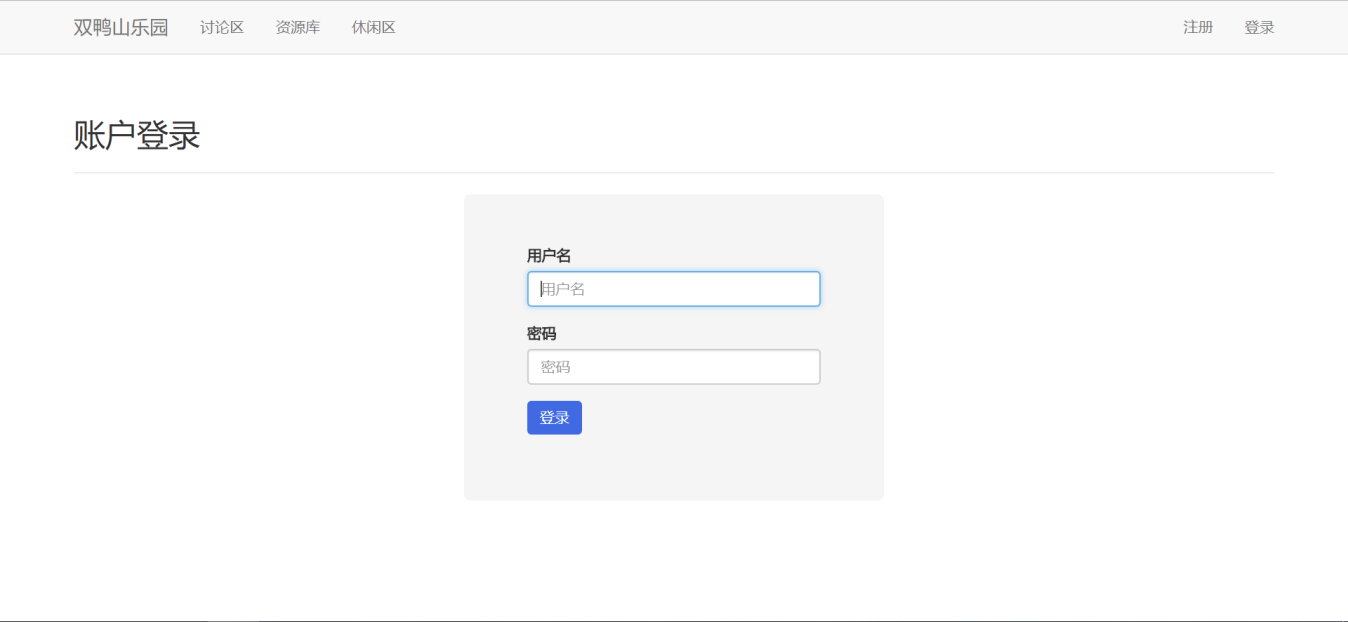 双鸭山乐园 讨论区 资源库 休闲区 注册 登录
账户登录
用户名
用户名
密码
密码
登录